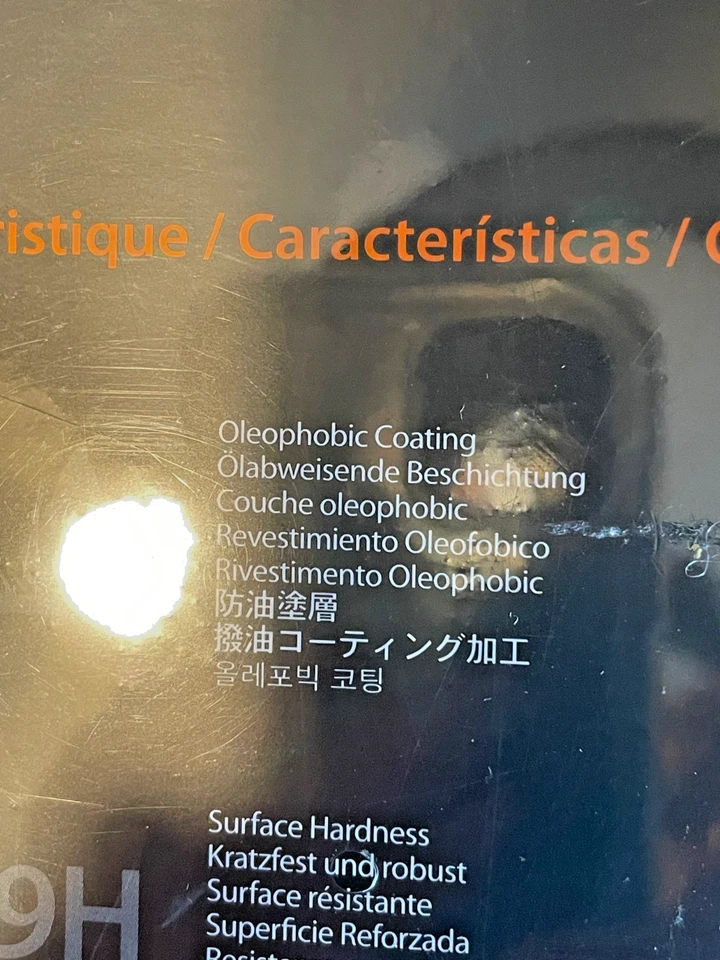 ristique / Características /
Oleophobic Coating
Ölabweisende Beschichtung
Couche oleophobic
Revestimiento Oleofobico
Rivestimento Oleophobic
防油塗層
撥油コーティング加工
올레포빅 코팅
Surface Hardness
Kratzfest und robust
Surface résistante
Superficie Reforzada
9H